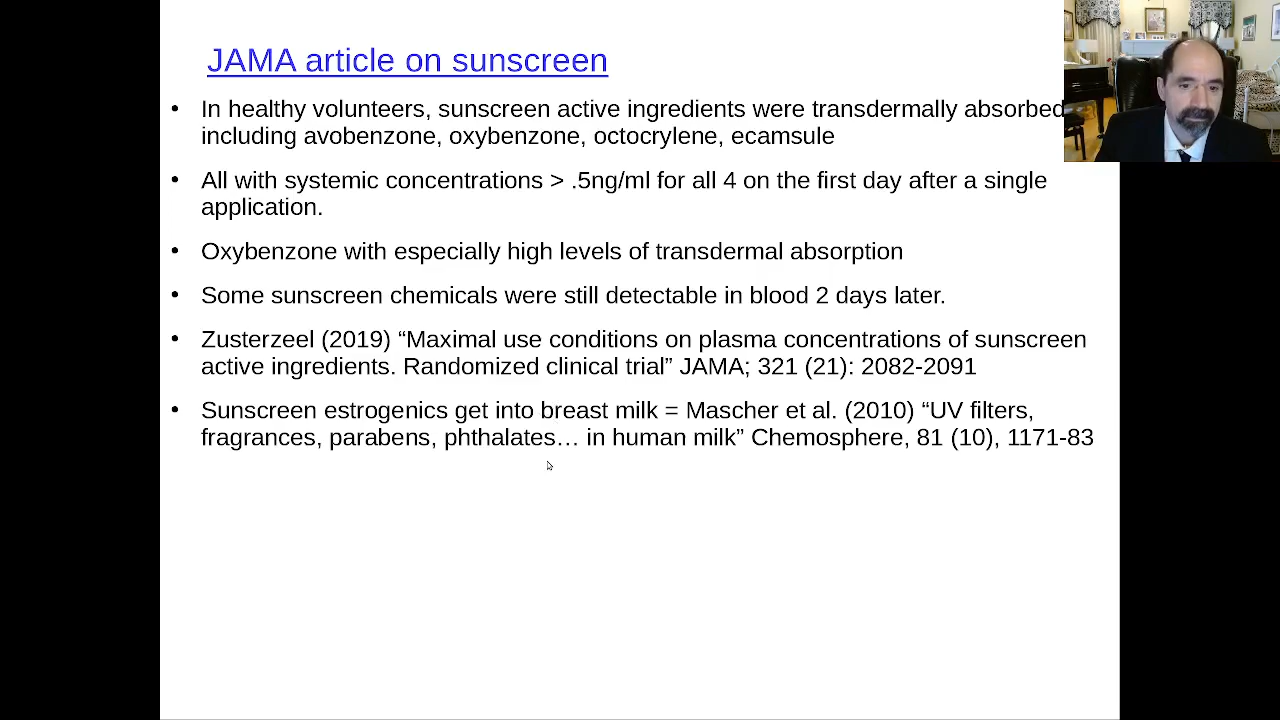 JAMA article on sunscreen
• In healthy volunteers, sunscreen active ingredients were transdermally absorbed
including avobenzone, oxybenzone, octocrylene, ecamsule
• All with systemic concentrations > .5ng/ml for all 4 on the first day after a single
application.
• Oxybenzone with especially high levels of transdermal absorption
• Some sunscreen chemicals were still detectable in blood 2 days later.
• Zusterzeel (2019) “Maximal use conditions on plasma concentrations of sunscreen
active ingredients. Randomized clinical trial” JAMA; 321 (21): 2082-2091
• Sunscreen estrogenics get into breast milk = Mascher et al. (2010) “UV filters,
fragrances, parabens, phthalates… in human milk” Chemosphere, 81 (10), 1171-83